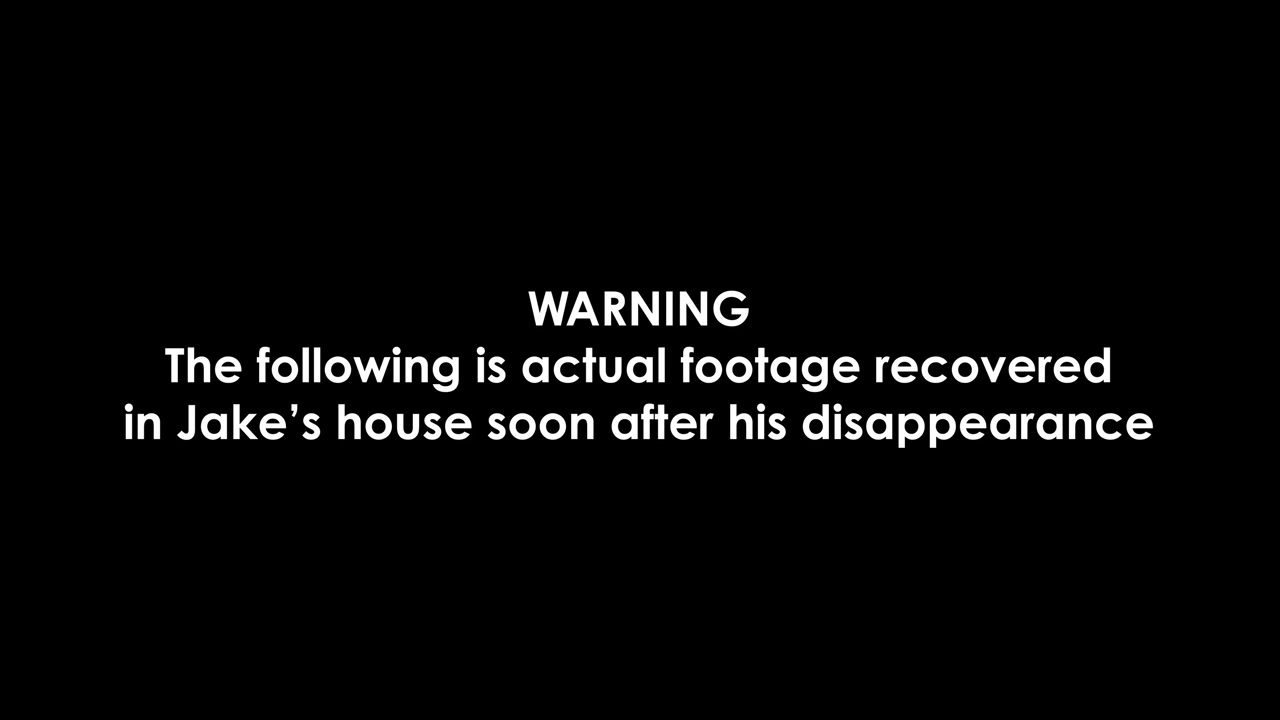 WARNING
The following is actual footage recovered
in Jake’s house soon after his disappearance